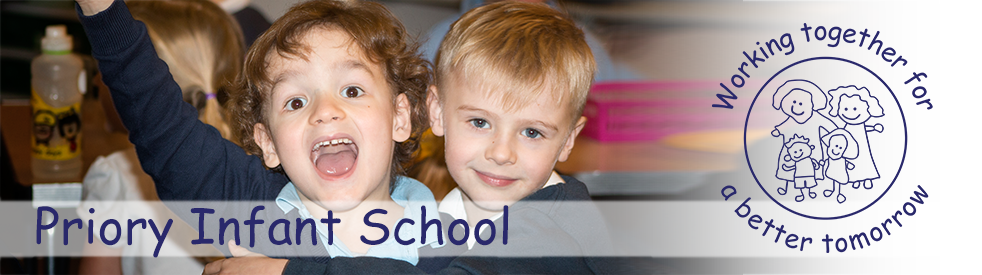 Priory Infant School
Working together for
a better tomorrow